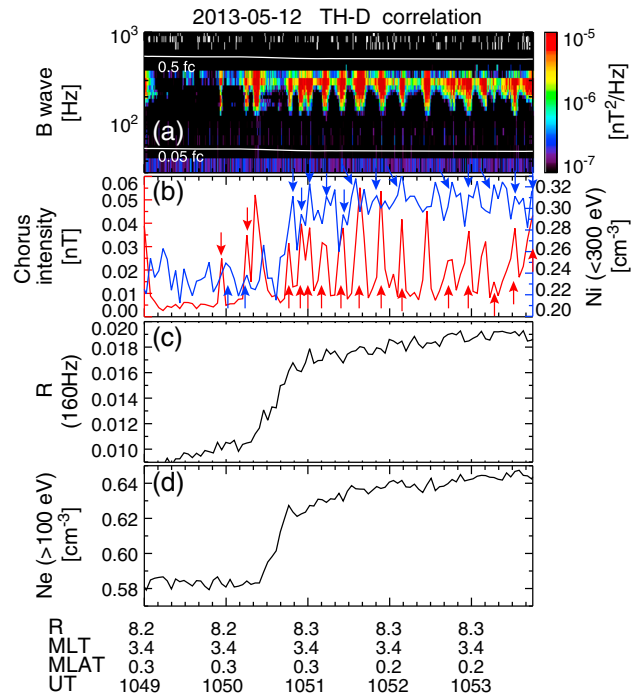 2013-05-12 TH-D correlation
B wave
[Hz]
10³
10²
0.5 fc
(a)
0.05 fc
10⁻⁵
10⁻⁶
10⁻⁷
[nT²/Hz]
Chorus
intensity
[nT]
0.06
0.05
0.04
0.03
0.02
0.01
0.00
(b)
0.32
0.30
0.28
0.26
0.24
0.22
0.20
Ni (<300 eV)
[cm⁻³]
R
(160Hz)
0.020
0.018
0.016
0.014
0.012
0.010
(c)
Ne (>100 eV)
[cm⁻³]
0.64
0.62
0.60
0.58
(d)
R 8.2 8.2 8.3 8.3 8.3
MLT 3.4 3.4 3.4 3.4 3.4
MLAT 0.3 0.3 0.3 0.2 0.2
UT 1049 1050 1051 1052 1053